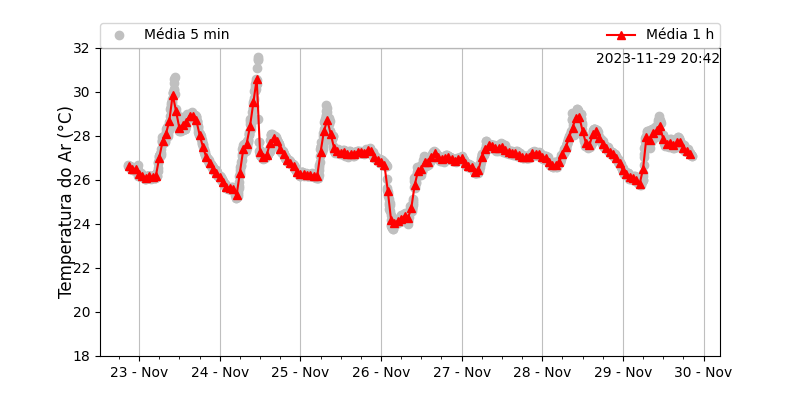 Média 5 min
Média 1 h
2023-11-29 20:42
Temperatura do Ar (°C)
32
30
28
26
24
22
20
18
23 - Nov
24 - Nov
25 - Nov
26 - Nov
27 - Nov
28 - Nov
29 - Nov
30 - Nov